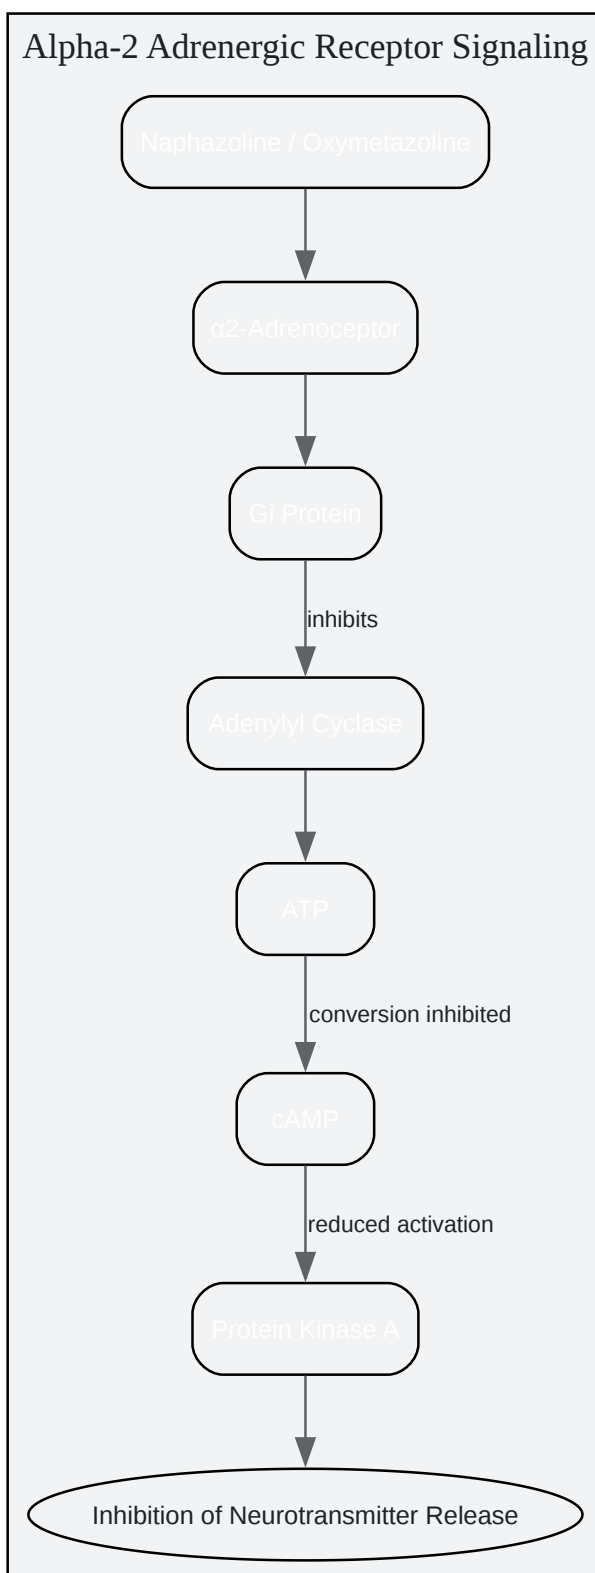 Alpha-2 Adrenergic Receptor Signaling
Naphazoline / Oxymetazoline
α2-Adrenoceptor
Gi Protein
inhibits
Adenylyl Cyclase
ATP
conversion inhibited
cAMP
reduced activation
Protein Kinase A
Inhibition of Neurotransmitter Release